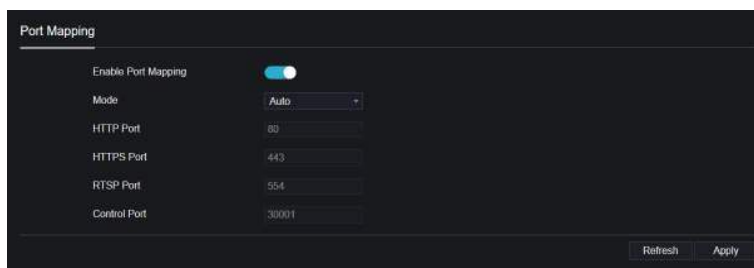 Port Mapping
Enable Port Mapping
Mode Auto
HTTP Port 80
HTTPS Port 443
RTSP Port 554
Control Port 30001
Refresh Apply